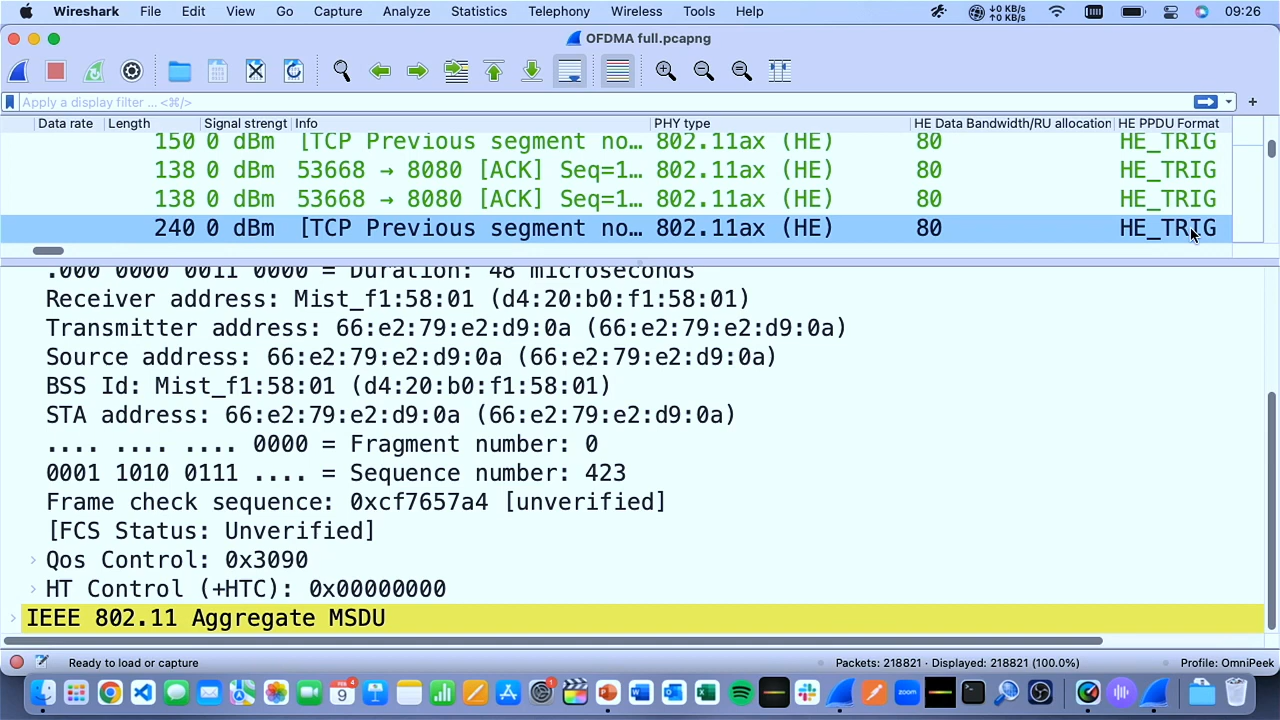 Wireshark File Edit View Go Capture Analyze Statistics Telephony Wireless Tools Help ↓0 KB/s ↑0 KB/s 09:26
OFDMA full.pcapng
Apply a display filter … <⌘/>
Data rate Length Signal strengt Info PHY type HE Data Bandwidth/RU allocation HE PPDU Format
150 0 dBm [TCP Previous segment no… 802.11ax (HE) 80 HE_TRIG
138 0 dBm 53668 → 8080 [ACK] Seq=1… 802.11ax (HE) 80 HE_TRIG
138 0 dBm 53668 → 8080 [ACK] Seq=1… 802.11ax (HE) 80 HE_TRIG
240 0 dBm [TCP Previous segment no… 802.11ax (HE) 80 HE_TRIG
.000 0000 0011 0000 = Duration: 48 microseconds
Receiver address: Mist_f1:58:01 (d4:20:b0:f1:58:01)
Transmitter address: 66:e2:79:e2:d9:0a (66:e2:79:e2:d9:0a)
Source address: 66:e2:79:e2:d9:0a (66:e2:79:e2:d9:0a)
BSS Id: Mist_f1:58:01 (d4:20:b0:f1:58:01)
STA address: 66:e2:79:e2:d9:0a (66:e2:79:e2:d9:0a)
.... .... .... 0000 = Fragment number: 0
0001 1010 0111 .... = Sequence number: 423
Frame check sequence: 0xcf7657a4 [unverified]
[FCS Status: Unverified]
Qos Control: 0x3090
HT Control (+HTC): 0x00000000
IEEE 802.11 Aggregate MSDU
Ready to load or capture Packets: 218821 · Displayed: 218821 (100.0%) Profile: OmniPeek
FEB 9 4 1 zoom